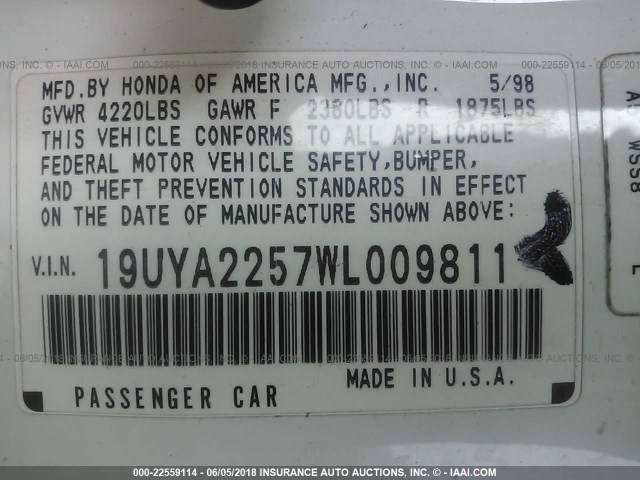 MFD.BY HONDA OF AMERICA MFG.,INC. 5/98
GVWR 4220LBS GAWR F 2380LBS R 1875LBS
THIS VEHICLE CONFORMS TO ALL APPLICABLE
FEDERAL MOTOR VEHICLE SAFETY,BUMPER,
AND THEFT PREVENTION STANDARDS IN EFFECT
ON THE DATE OF MANUFACTURE SHOWN ABOVE:
V.I.N. 19UYA2257WL009811
PASSENGER CAR MADE IN U.S.A.
A
WSS8
L
000-22559114 - 06/05/2018 INSURANCE AUTO AUCTIONS. © - IAAI.COM